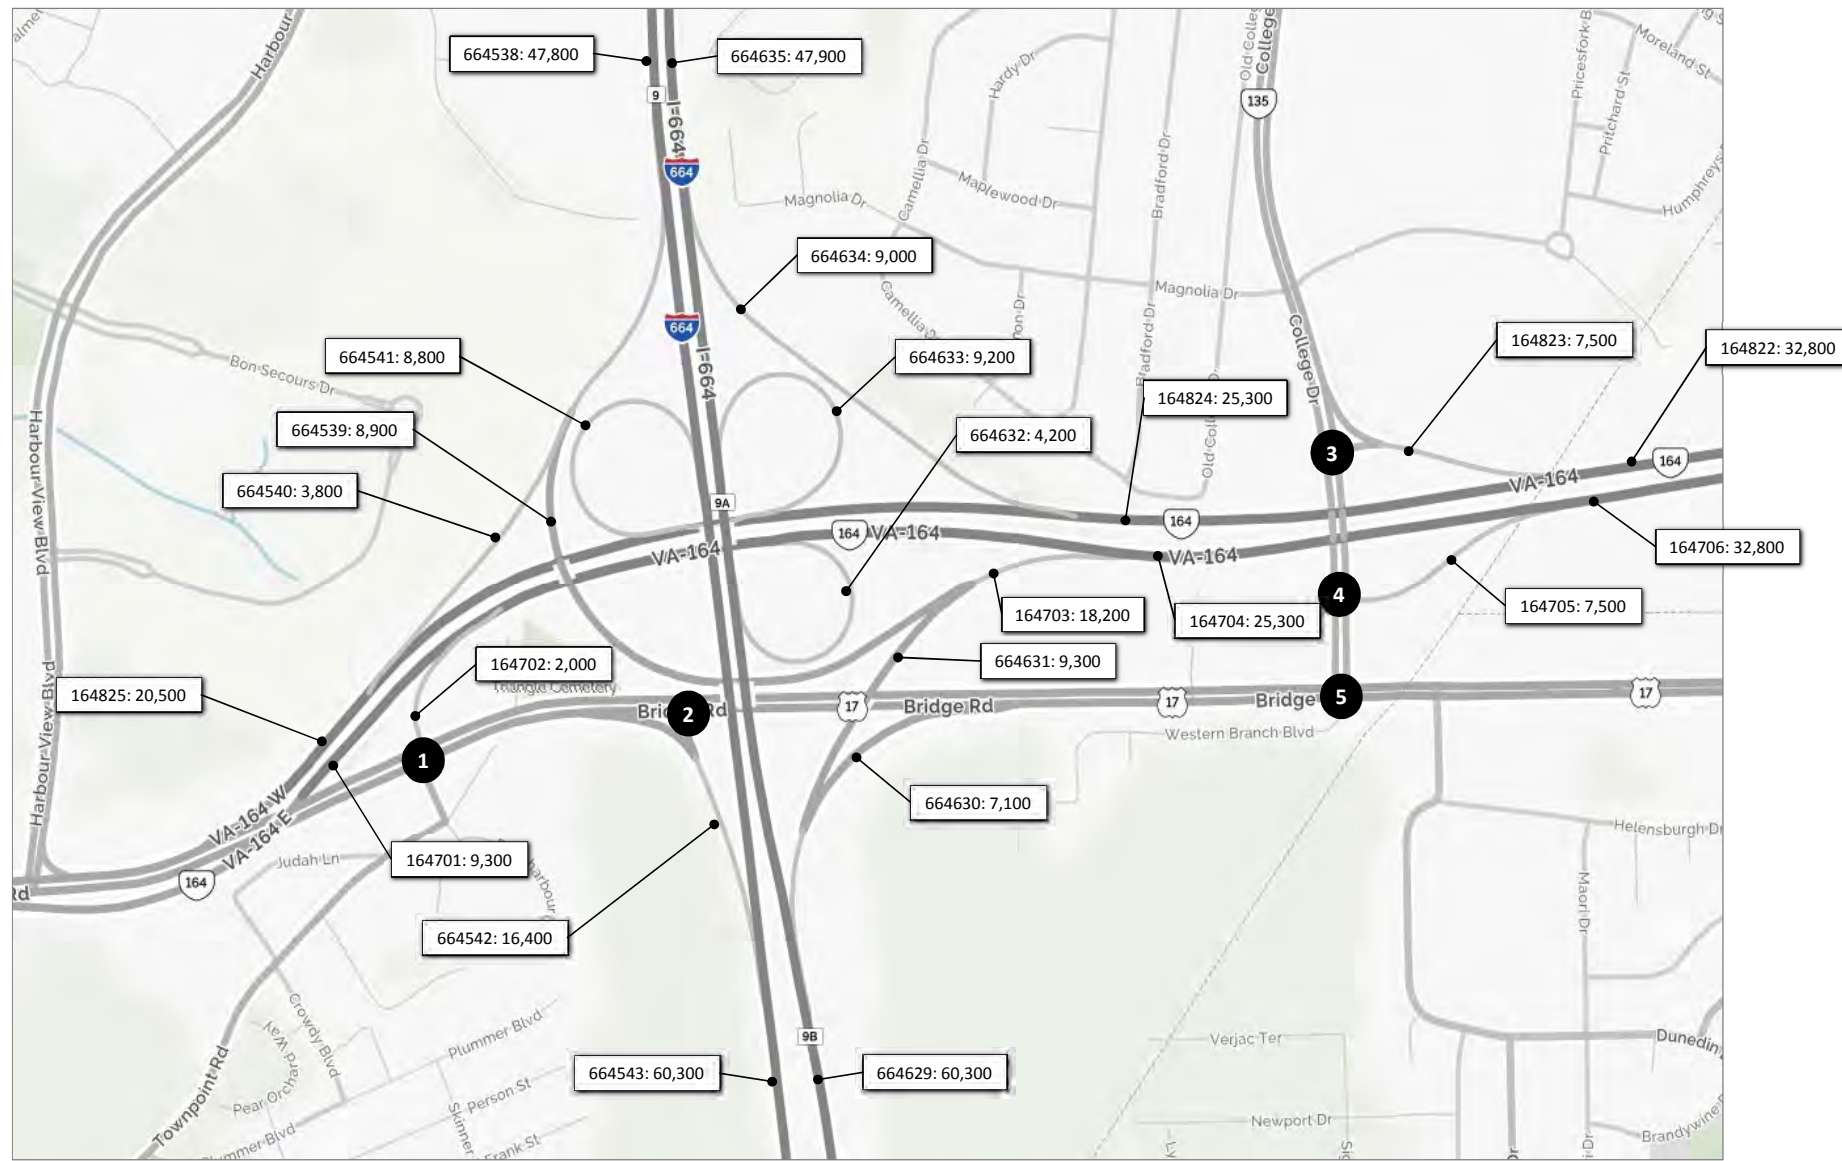 Harbour
664538: 47,800
664635: 47,900
9
I-664
664
Old College
College
135
Hardy Dr
Pricesfork B
Moreland St
Pritchard St
Humphreys
Camellia Dr
Maplewood Dr
Bradford Dr
Magnolia Dr
664634: 9,000
Camellia
Magnolia Dr
664
I-664
Bradford Dr
College Dr
164823: 7,500
164822: 32,800
664541: 8,800
664633: 9,200
Bon Secours Dr
164824: 25,300
664539: 8,900
664632: 4,200
Harbour View Blvd
664540: 3,800
9A
3
164
VA-164
164
VA-164
164
VA-164
VA-164
164706: 32,800
4
164703: 18,200
164704: 25,300
164705: 7,500
164702: 2,000
664631: 9,300
Triangle Cemetery
164825: 20,500
Harbour View Blvd
2
17
Bridge Rd
17
Bridge
5
17
Western Branch Blvd
1
664630: 7,100
VA-164 W
VA-164 E
Judah Ln
164701: 9,300
Helensburgh Dr
164
Rd
harbour
Maori Dr
664542: 16,400
Crowdy Blvd
Plummer Blvd
9B
Verjac Ter
Dunedin
Townpoint Rd
Pear Orchard Way
664543: 60,300
664629: 60,300
Person St
Skinner
Newport Dr
Brandywine
Plummer Blvd
Frank St